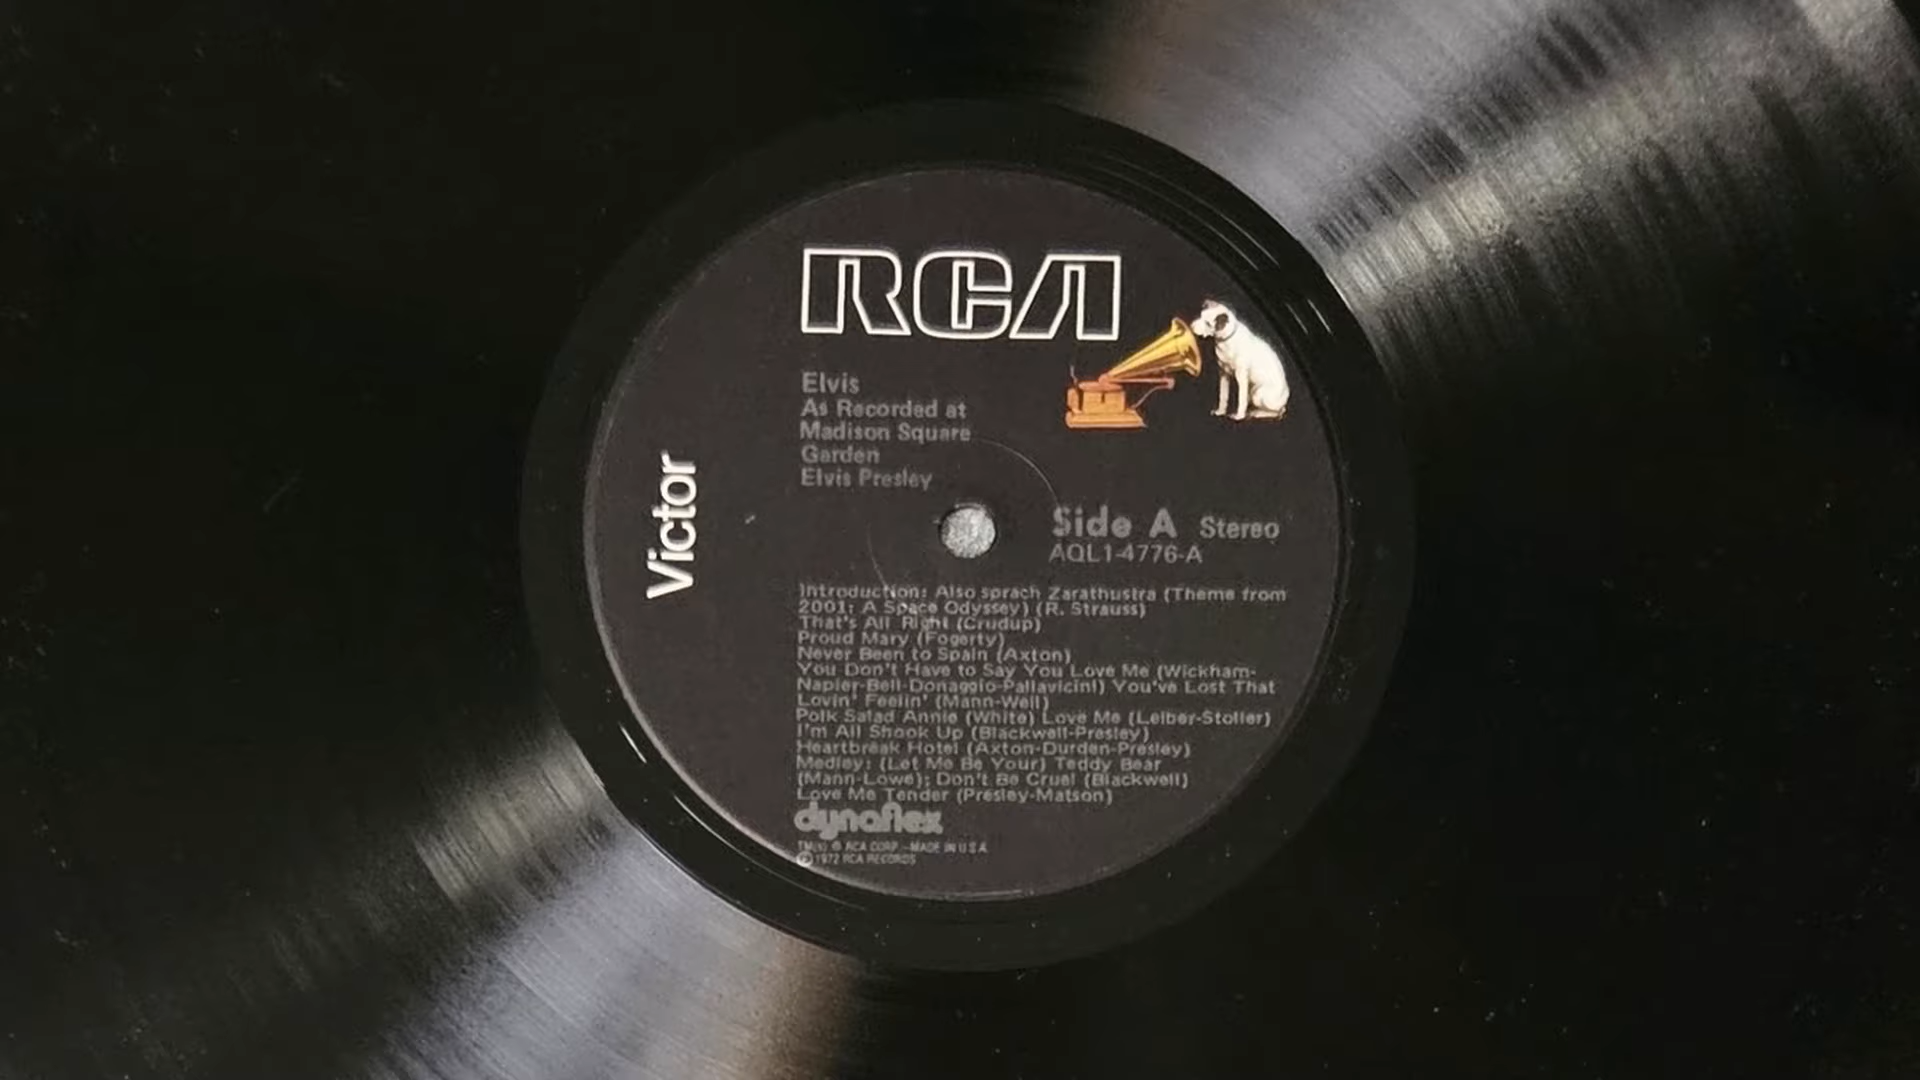 RCA
Elvis
As Recorded at
Madison Square
Garden
Elvis Presley
Victor
Side A Stereo
AQL1-4776-A
Introduction: Also sprach Zarathustra (Theme from
2001: A Space Odyssey) (R. Strauss)
That's All Right (Crudup)
Proud Mary (Fogerty)
Never Been to Spain (Axton)
You Don't Have to Say You Love Me (Wickham-
Napier-Bell-Donaggio-Pallavicini) You've Lost That
Lovin' Feelin' (Mann-Weil)
Polk Salad Annie (White) Love Me (Leiber-Stoller)
I'm All Shook Up (Blackwell-Presley)
Heartbreak Hotel (Axton-Durden-Presley)
Medley: (Let Me Be Your) Teddy Bear
(Mann-Lowe); Don't Be Cruel (Blackwell)
Love Me Tender (Presley-Matson)
dynaflex
TM(s) ® RCA CORP.—MADE IN U.S.A.
℗ 1972 RCA RECORDS